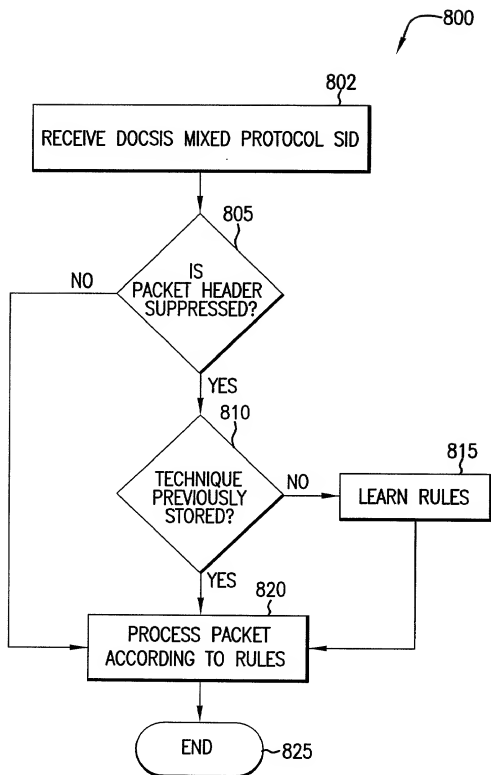 800
802
RECEIVE DOCSIS MIXED PROTOCOL SID
805
IS
PACKET HEADER
SUPPRESSED?
NO
YES
810
TECHNIQUE
PREVIOUSLY
STORED?
NO
815
LEARN RULES
YES
820
PROCESS PACKET
ACCORDING TO RULES
END
825